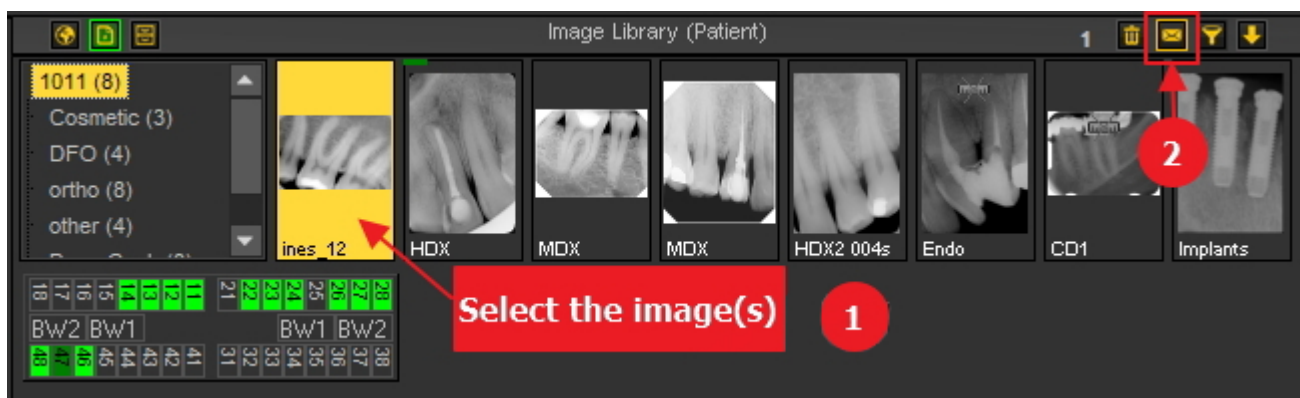 Image Library (Patient)
1
1011 (8)
Cosmetic (3)
DFO (4)
ortho (8)
other (4)
2
ines_12
HDX
MDX
MDX
HDX2 004s
Endo
CD1
Implants
Select the image(s)
1
18 17 16 15 14 13 12 11 21 22 23 24 25 26 27 28
BW2 BW1 BW1 BW2
48 47 46 45 44 43 42 41 31 32 33 34 35 36 37 38